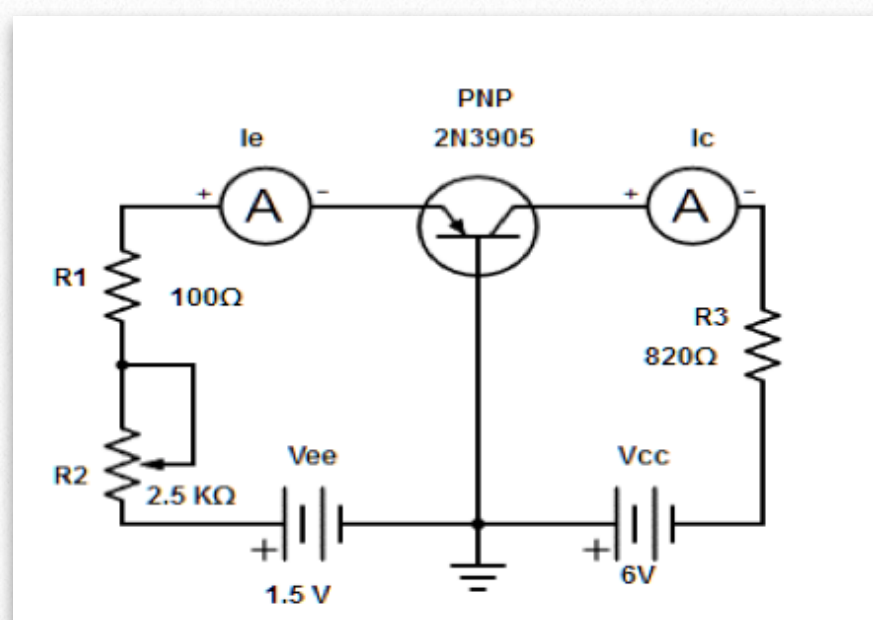 PNP
2N3905
Ie
Ic
+
-
+
-
A
A
R1
100Ω
R3
820Ω
R2
2.5 KΩ
Vee
Vcc
+
+
1.5 V
6V